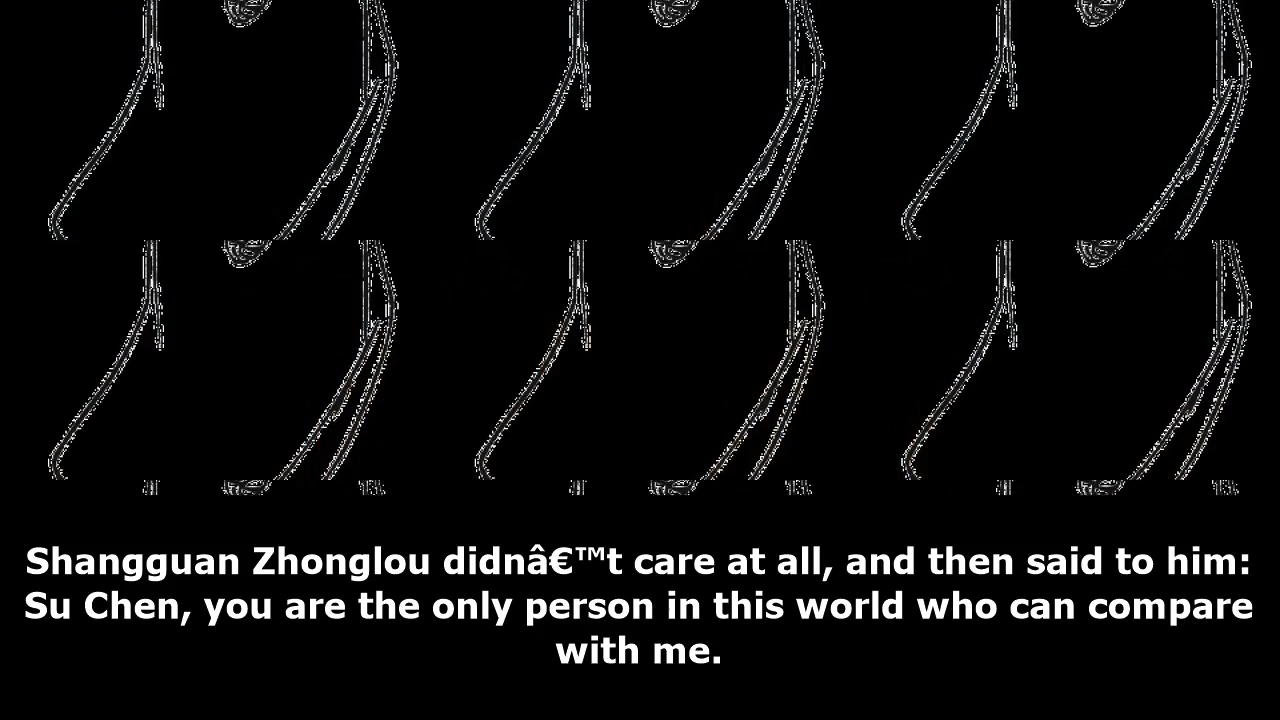 Shangguan Zhonglou didnâ€™t care at all, and then said to him:
Su Chen, you are the only person in this world who can compare
with me.